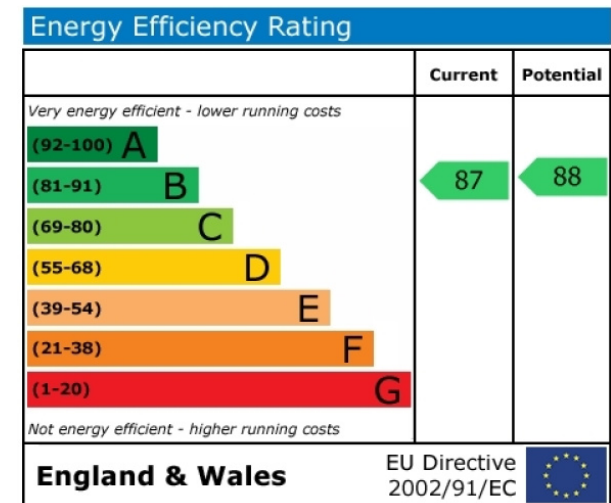 Energy Efficiency Rating
Current Potential
Very energy efficient - lower running costs
(92-100) A
(81-91) B 87 88
(69-80) C
(55-68) D
(39-54) E
(21-38) F
(1-20) G
Not energy efficient - higher running costs
England & Wales
EU Directive
2002/91/EC